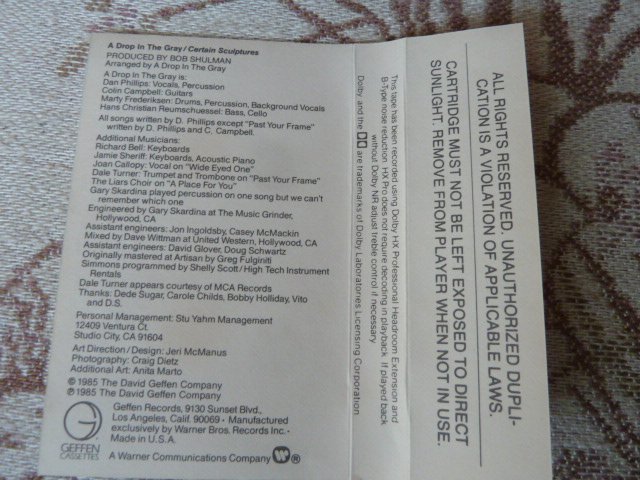 A Drop In The Gray/Certain Sculptures
PRODUCED BY BOB SHULMAN
Arranged by A Drop In The Gray
A Drop In The Gray is:
Dan Phillips: Vocals, Percussion
Colin Campbell: Guitars
Marty Frederiksen: Drums, Percussion, Background Vocals
Hans Christian Reumschuessel: Bass, Cello
All songs written by D. Phillips except "Past Your Frame"
written by D. Phillips and C. Campbell.
Additional Musicians:
Richard Bell: Keyboards
Jamie Sheriff: Keyboards, Acoustic Piano
Joan Callopy: Vocal on "Wide Eyed One"
Dale Turner: Trumpet and Trombone on "Past Your Frame"
The Liars Choir on "A Place For You"
Gary Skardina played percussion on one song but we can't
remember which one
Engineered by Gary Skardina at The Music Grinder,
Hollywood, CA
Assistant engineers: Jon Ingoldsby, Casey McMackin
Mixed by Dave Wittman at United Western, Hollywood, CA
Assistant engineers: David Glover, Doug Schwartz
Originally mastered at Artisan by Greg Fulginiti
Simmons programmed by Shelly Scott/High Tech Instrument
Rentals
Dale Turner appears courtesy of MCA Records
Thanks: Dede Sugar, Carole Childs, Bobby Holliday, Vito
and D.S.
Personal Management: Stu Yahm Management
12409 Ventura Ct.
Studio City, CA 91604
Art Direction/Design: Jeri McManus
Photography: Craig Dietz
Additional Art: Anita Marto
© 1985 The David Geffen Company
℗ 1985 The David Geffen Company
GEFFEN
CASSETTES
Geffen Records, 9130 Sunset Blvd.,
Los Angeles, Calif. 90069 • Manufactured
exclusively by Warner Bros. Records Inc. •
Made in U.S.A.
A Warner Communications Company ®
This tape has been recorded using Dolby HX Professional Headroom Extension and
B-Type noise reduction. HX Pro does not require decoding in playback. If played back
without Dolby NR adjust treble control if necessary.
Dolby and the DD are trademarks of Dolby Laboratories Licensing Corporation
ALL RIGHTS RESERVED. UNAUTHORIZED DUPLI-
CATION IS A VIOLATION OF APPLICABLE LAWS.
CARTRIDGE MUST NOT BE LEFT EXPOSED TO DIRECT
SUNLIGHT. REMOVE FROM PLAYER WHEN NOT IN USE.